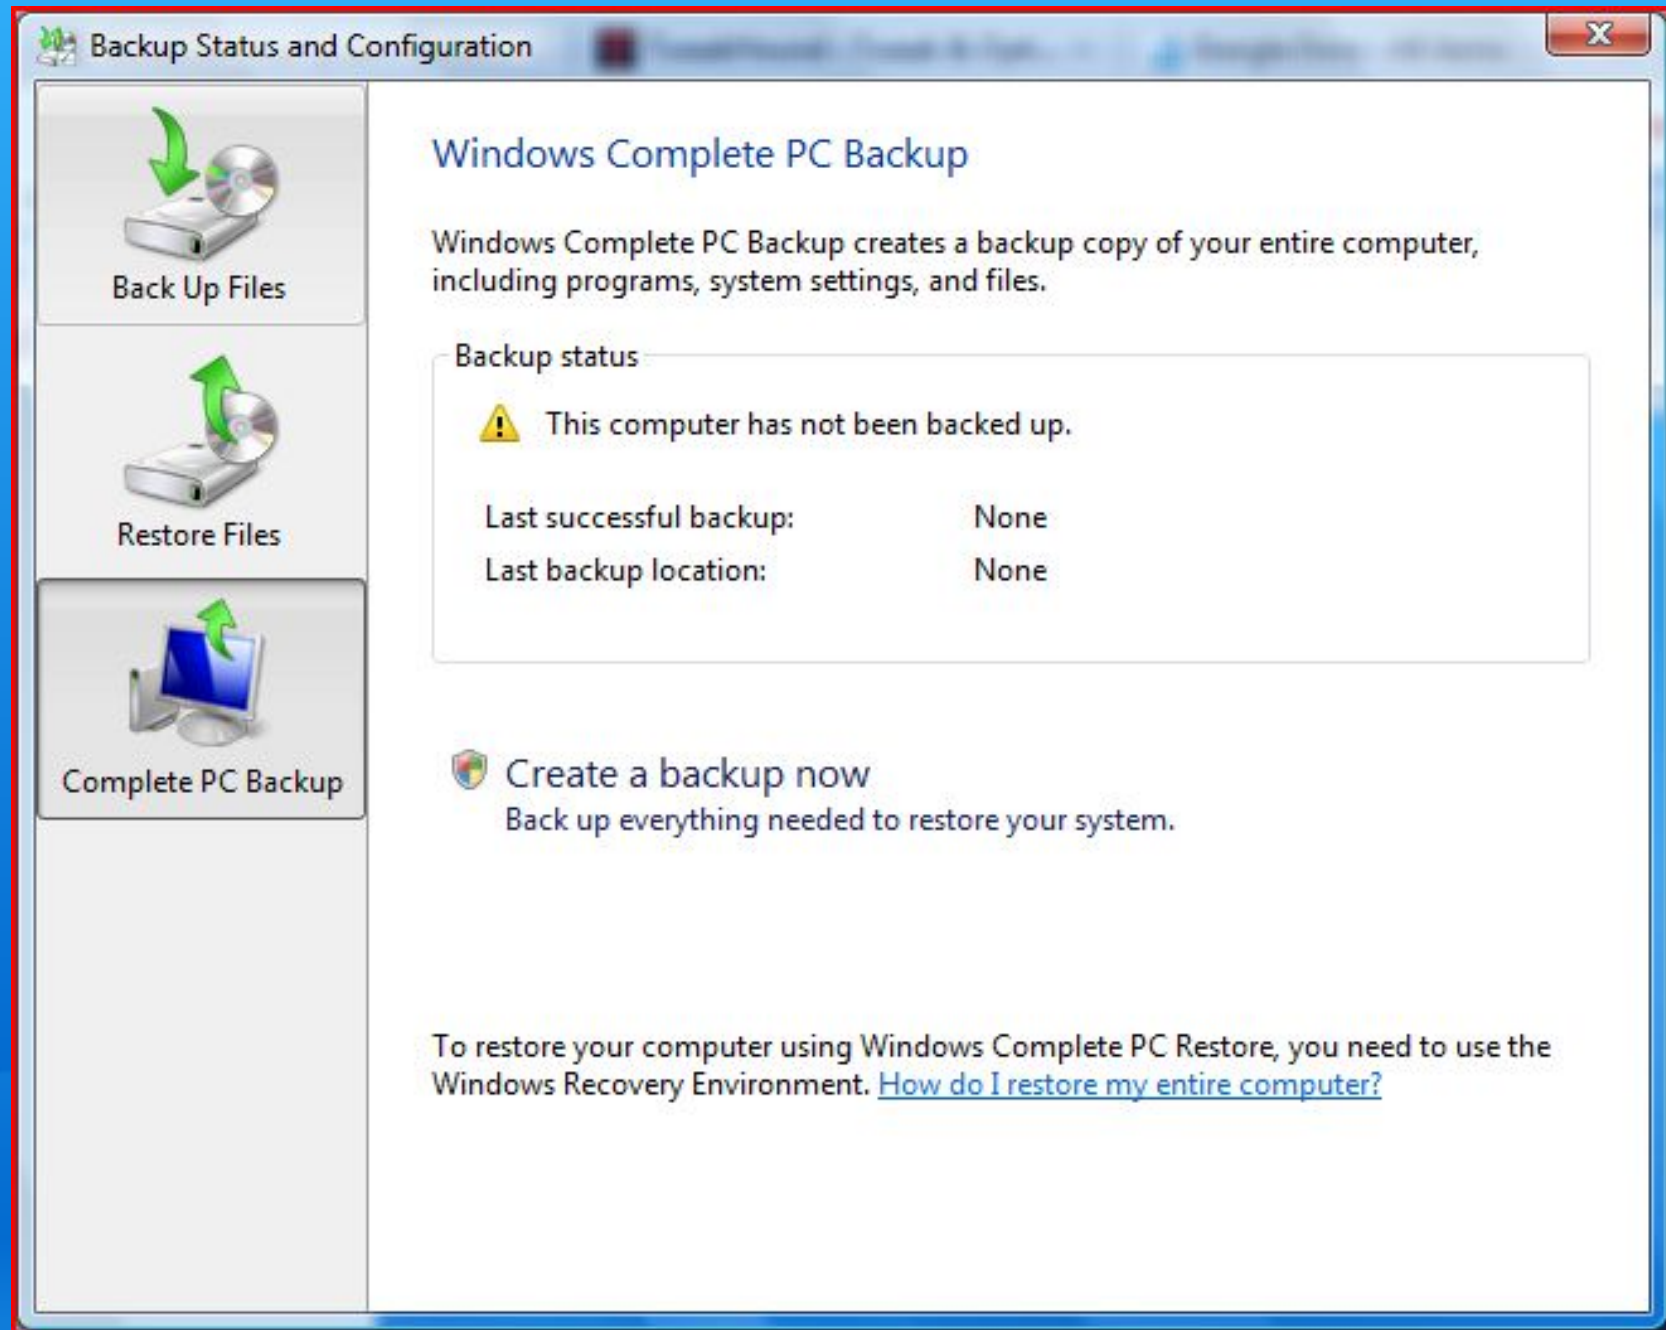 Backup Status and Configuration
Back Up Files
Restore Files
Complete PC Backup
Windows Complete PC Backup
Windows Complete PC Backup creates a backup copy of your entire computer,
including programs, system settings, and files.
Backup status
This computer has not been backed up.
Last successful backup: None
Last backup location: None
Create a backup now
Back up everything needed to restore your system.
To restore your computer using Windows Complete PC Restore, you need to use the
Windows Recovery Environment. How do I restore my entire computer?